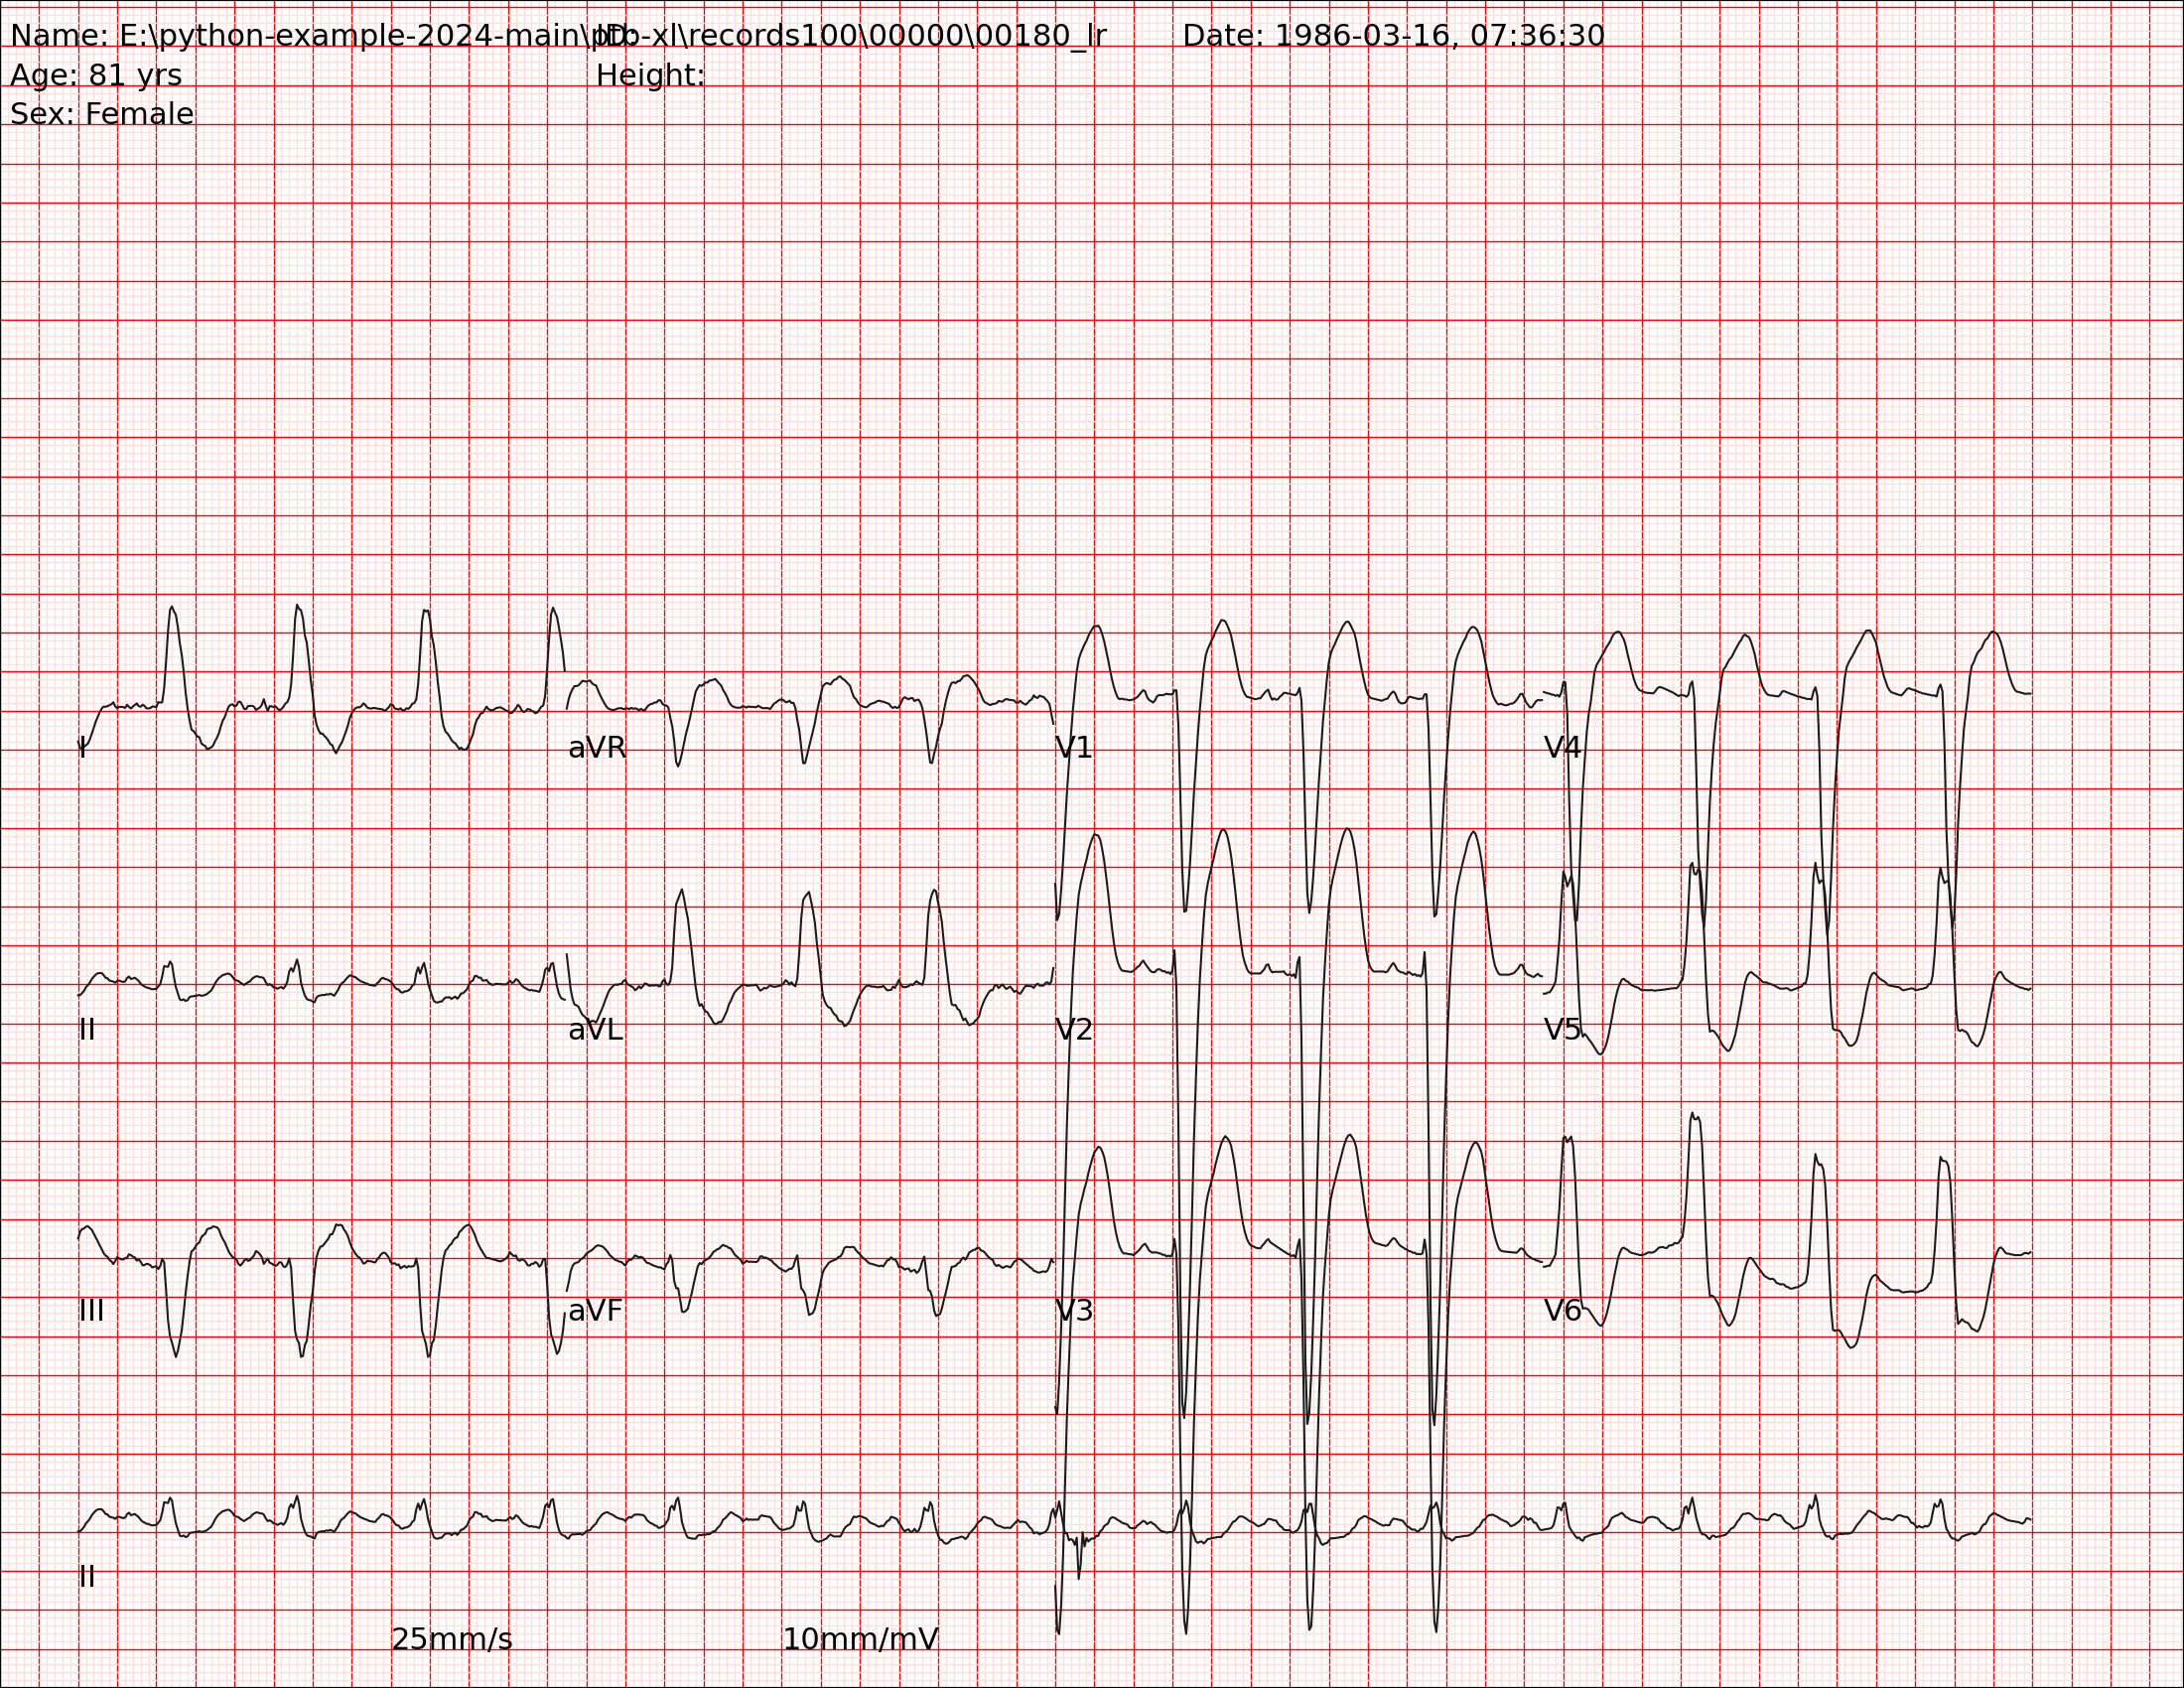 Name: E:\python-example-2024-main\ptb-xl\records100\00000\00180_lr ID: Date: 1986-03-16, 07:36:30
Age: 81 yrs Height:
Sex: Female
I aVR V1 V4
II aVL V2 V5
III aVF V3 V6
II
25mm/s 10mm/mV